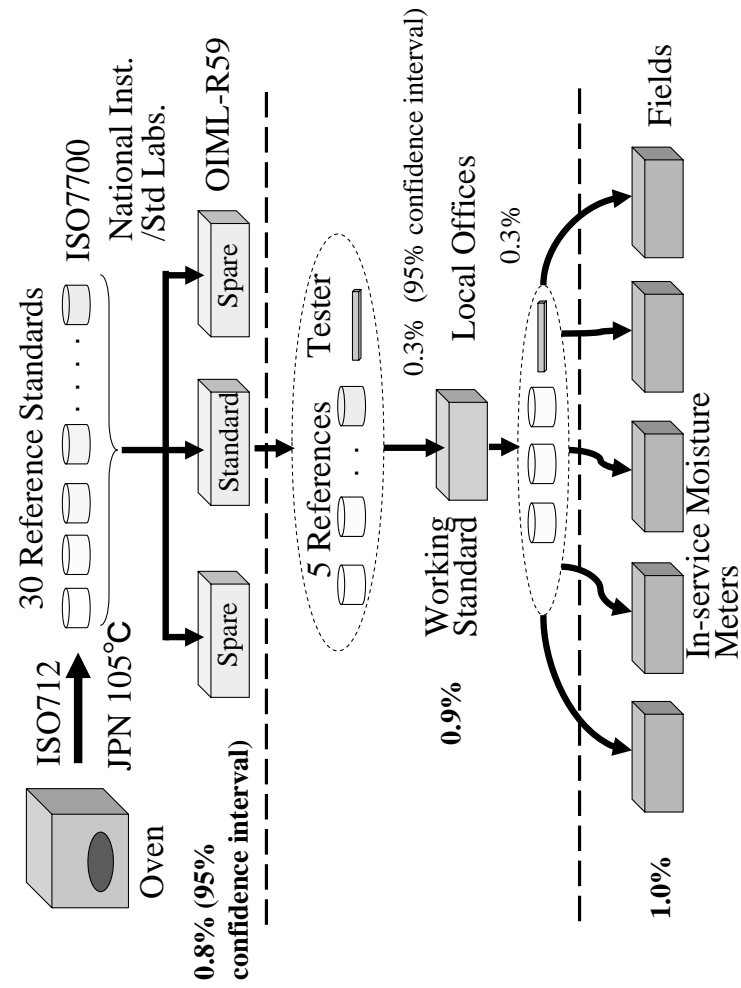 ISO712
JPN 105℃
Oven
30 Reference Standards
ISO7700
National Inst.
/Std Labs.
0.8% (95%
confidence interval)
Spare
Standard
Spare
OIML-R59
5 References
Tester
. . . . .
. .
0.3% (95% confidence interval)
0.9%
Working
Standard
Local Offices
0.3%
1.0%
In-service Moisture
Meters
Fields